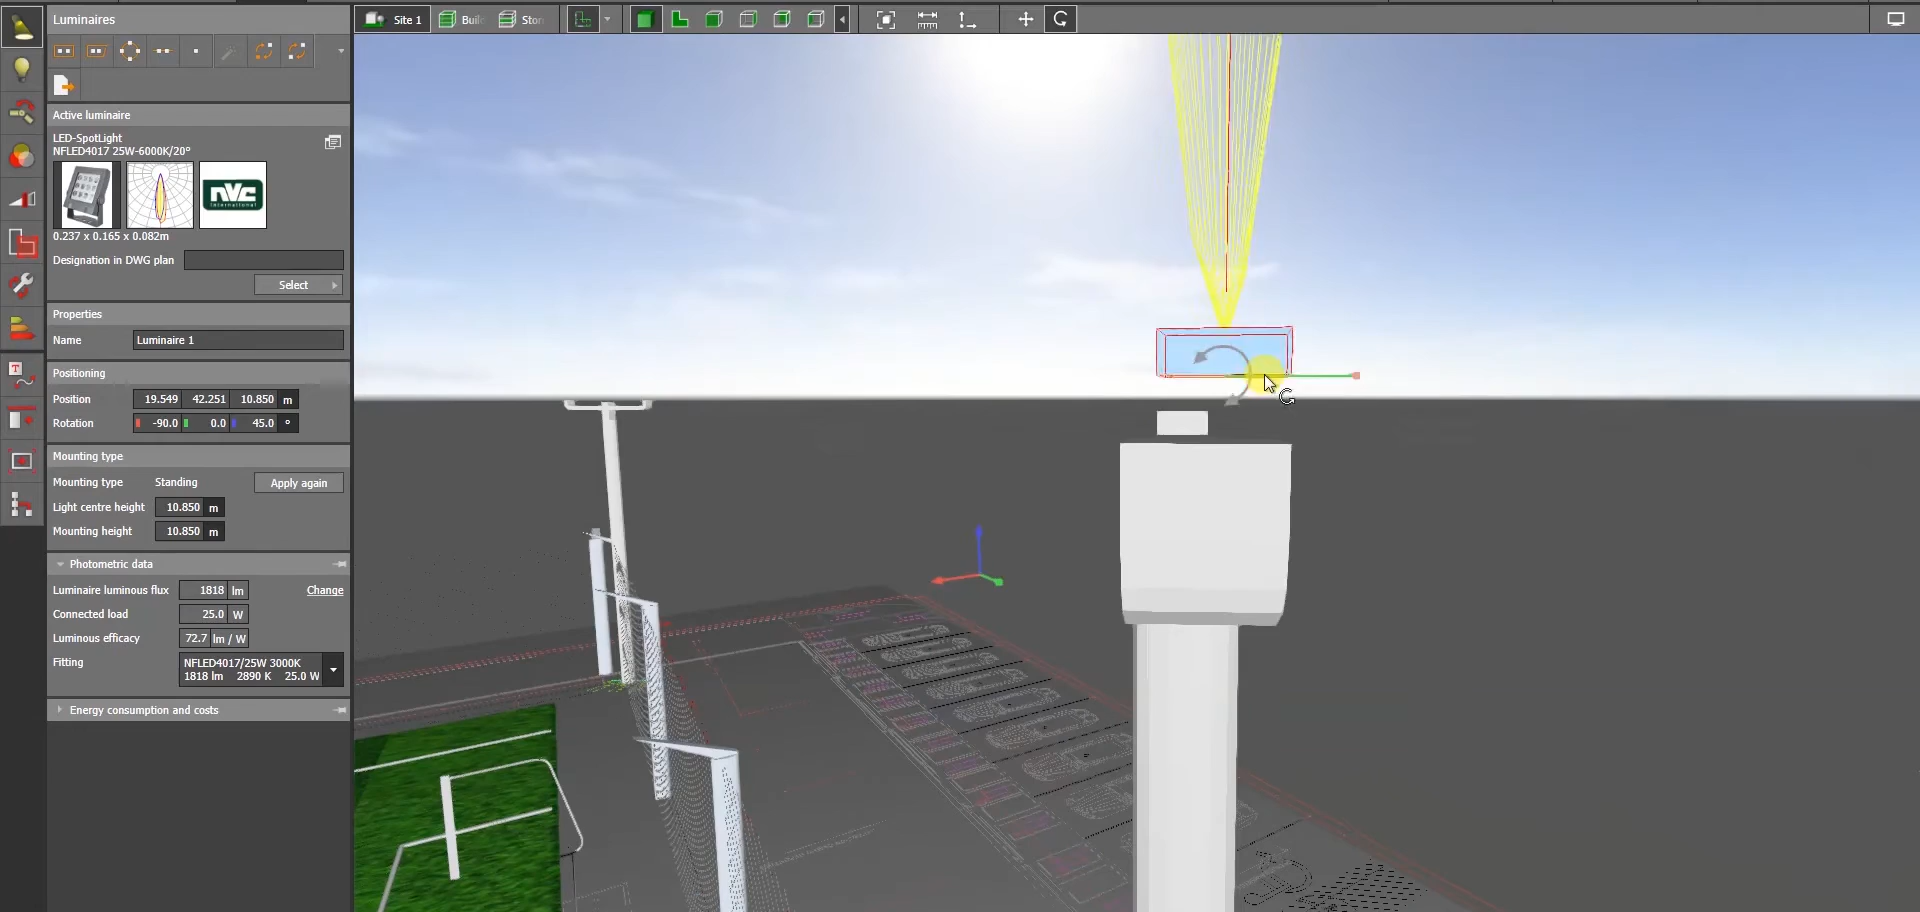 Luminaires
Site 1
Buil
Stor
Active luminaire
LED-SpotLight
NFLED4017 25W-6000K/20°
nvc
International
0.237 x 0.165 x 0.082m
Designation in DWG plan
Select
Properties
Name Luminaire 1
Positioning
Position 19.549 42.251 10.850 m
Rotation -90.0 0.0 45.0 °
Mounting type
Mounting type Standing Apply again
Light centre height 10.850 m
Mounting height 10.850 m
Photometric data
Luminaire luminous flux 1818 lm Change
Connected load 25.0 W
Luminous efficacy 72.7 lm / W
Fitting NFLED4017/25W 3000K
1818 lm 2890 K 25.0 W
Energy consumption and costs